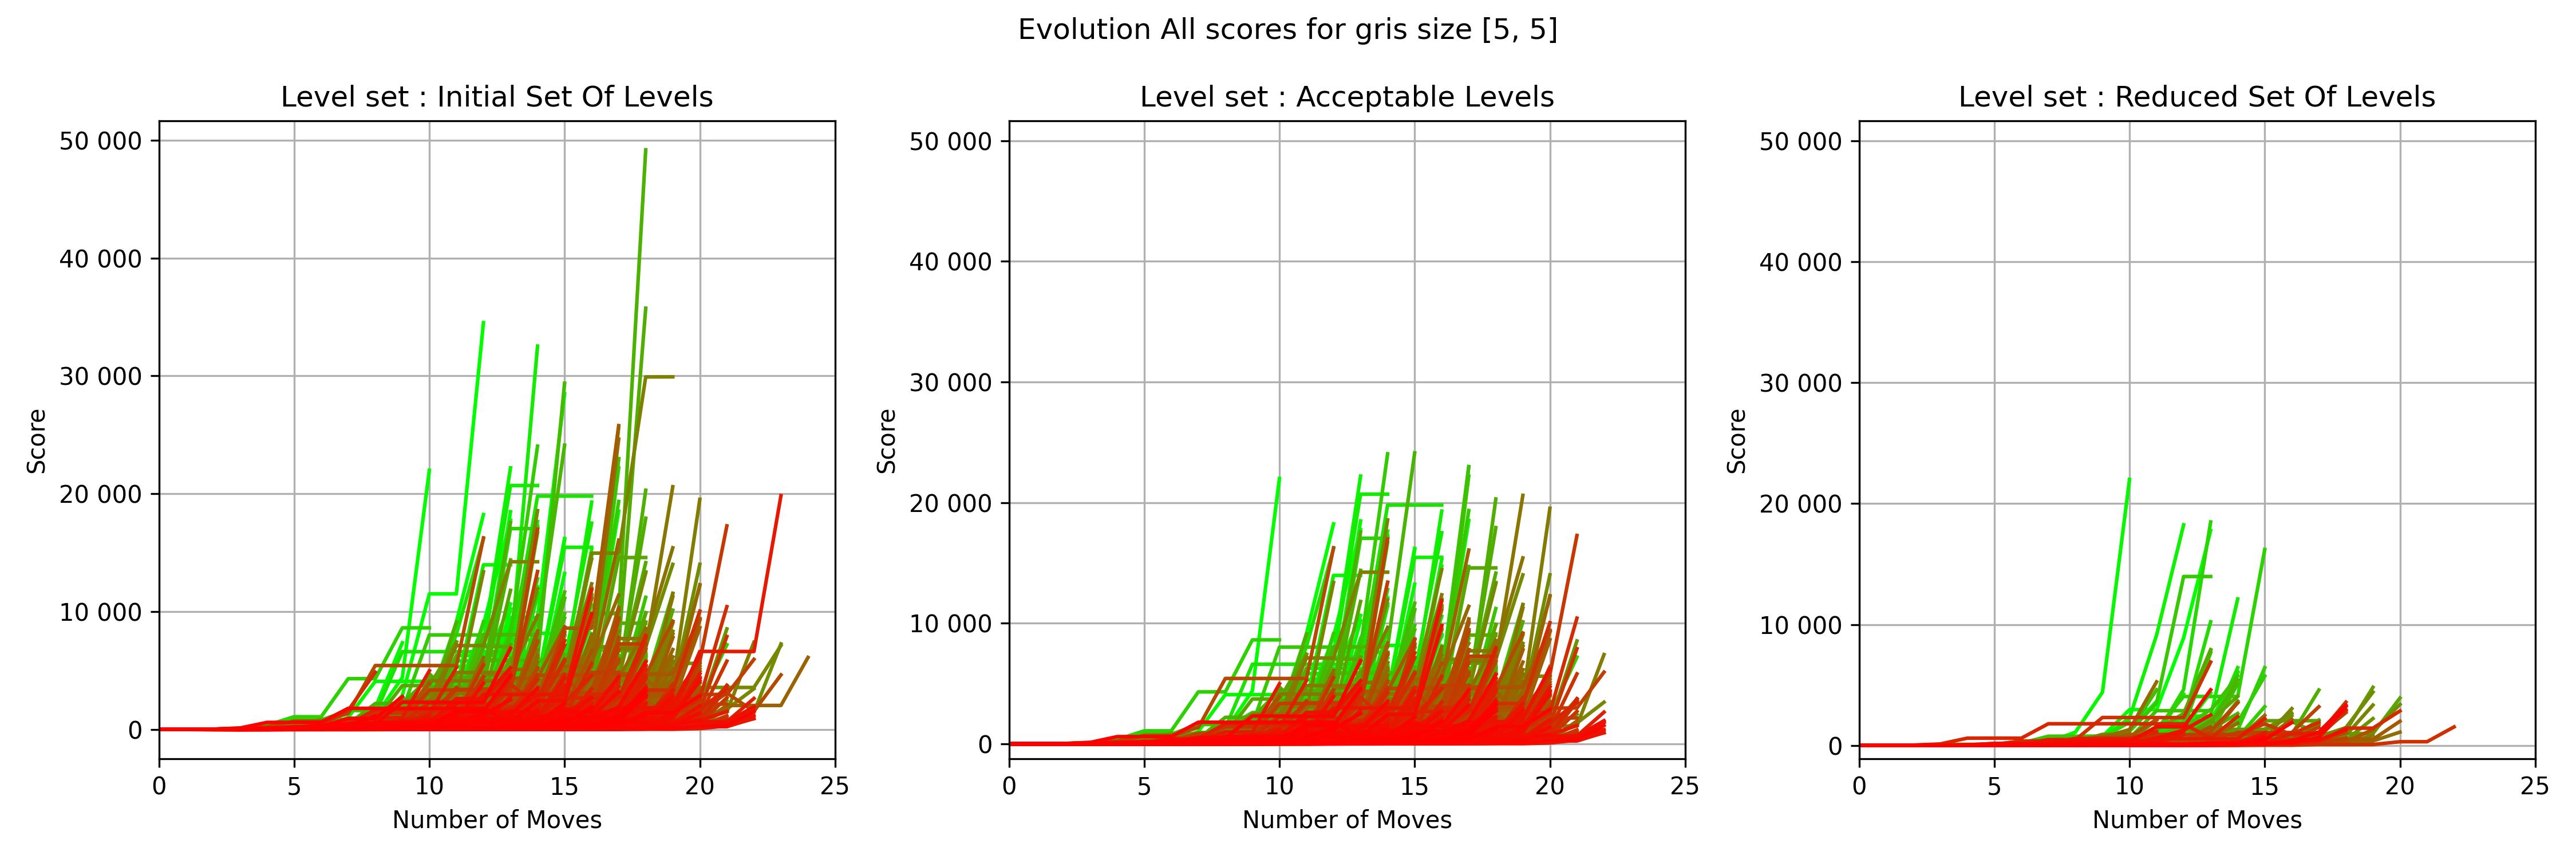 Evolution All scores for gris size [5, 5]
Level set : Initial Set Of Levels
50 000
40 000
30 000
20 000
10 000
0
Score
0 5 10 15 20 25
Number of Moves
Level set : Acceptable Levels
50 000
40 000
30 000
20 000
10 000
0
Score
0 5 10 15 20 25
Number of Moves
Level set : Reduced Set Of Levels
50 000
40 000
30 000
20 000
10 000
0
Score
0 5 10 15 20 25
Number of Moves